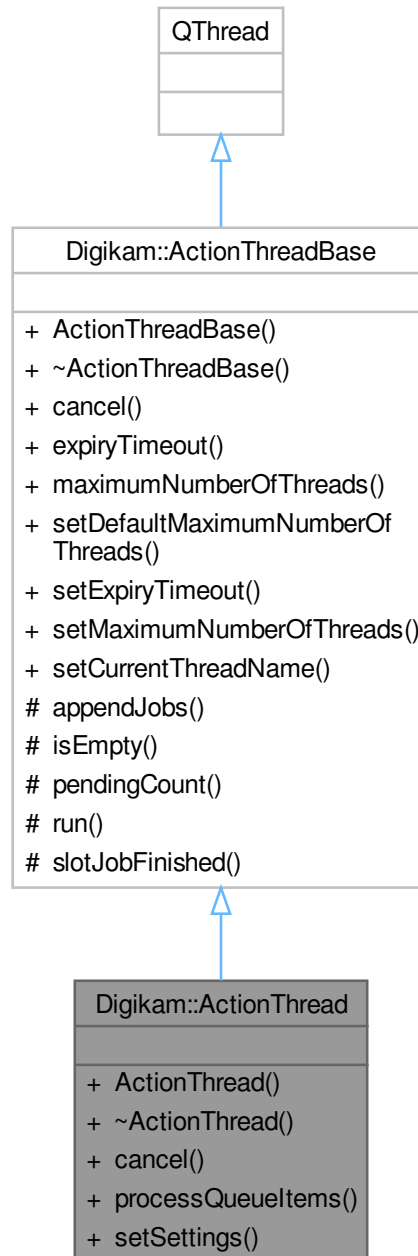 QThread
Digikam::ActionThreadBase
+ ActionThreadBase()
+ ~ActionThreadBase()
+ cancel()
+ expiryTimeout()
+ maximumNumberOfThreads()
+ setDefaultMaximumNumberOf
Threads()
+ setExpiryTimeout()
+ setMaximumNumberOfThreads()
+ setCurrentThreadName()
# appendJobs()
# isEmpty()
# pendingCount()
# run()
# slotJobFinished()
Digikam::ActionThread
+ ActionThread()
+ ~ActionThread()
+ cancel()
+ processQueueItems()
+ setSettings()